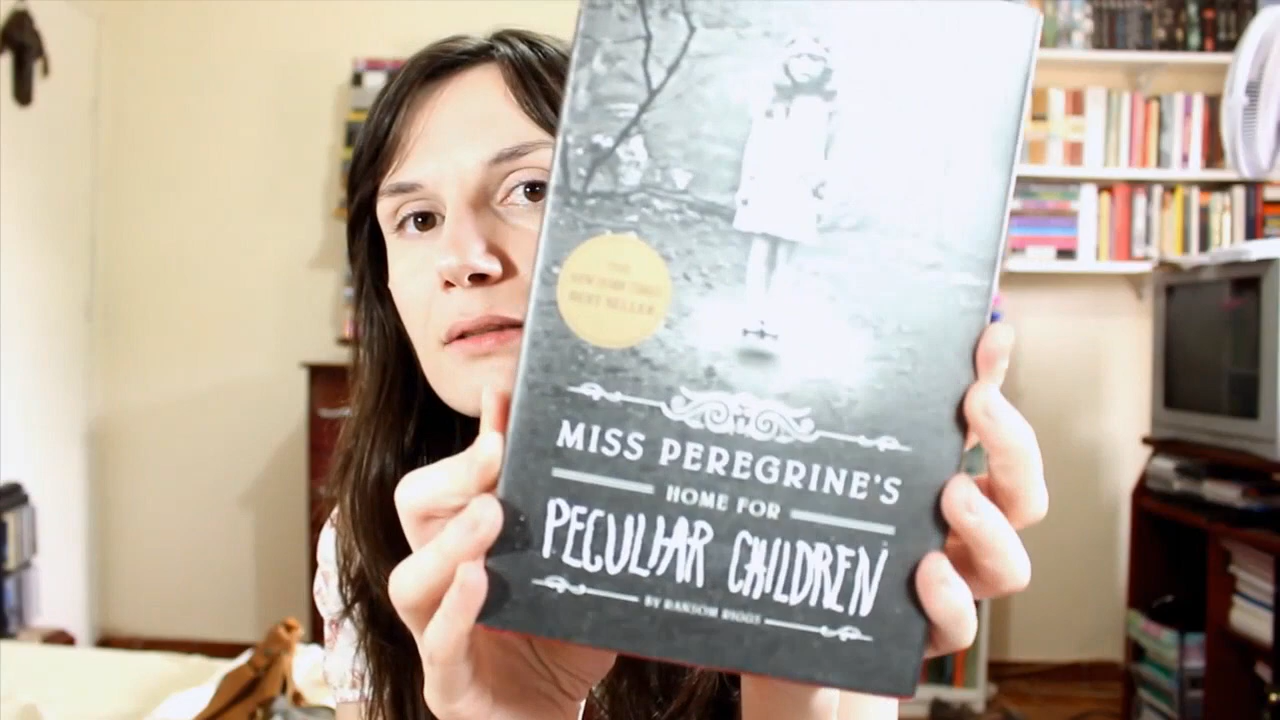 THE
NEW YORK TIMES
BEST SELLER
MISS PEREGRINE'S
HOME FOR
PECULIAR CHILDREN
BY RANSOM RIGGS